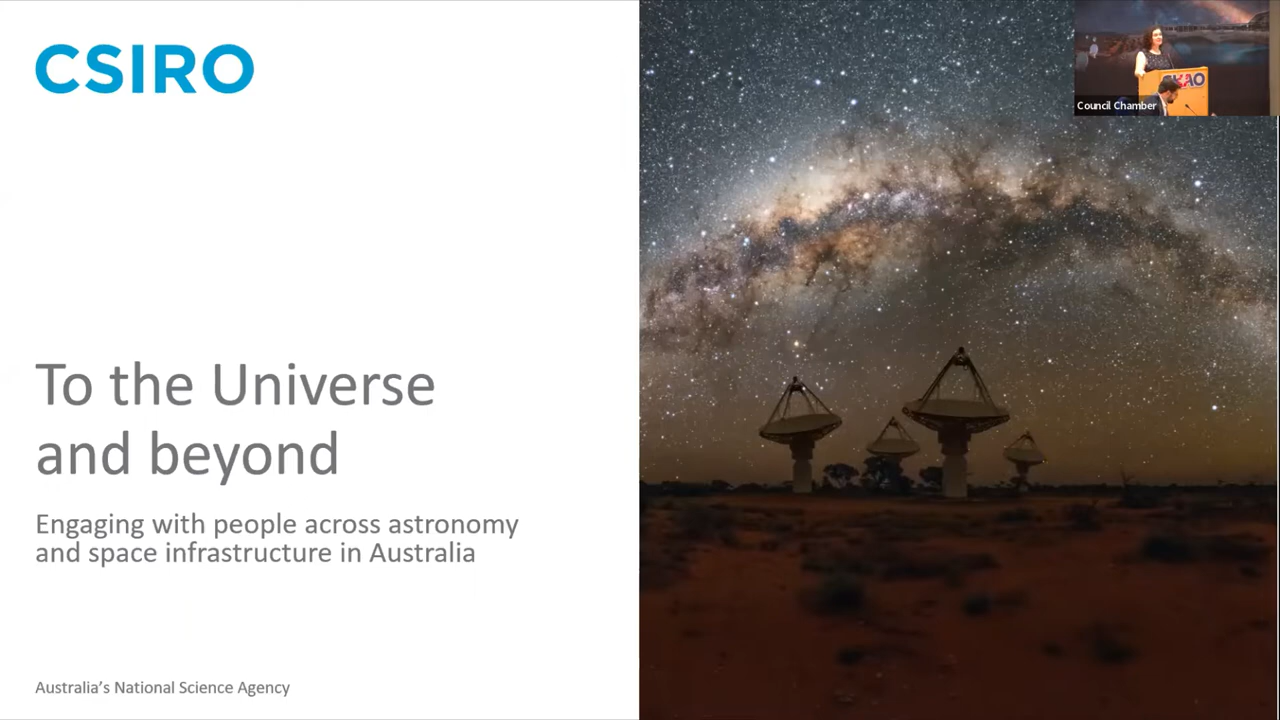 CSIRO
To the Universe
and beyond
Engaging with people across astronomy
and space infrastructure in Australia
Australia's National Science Agency
Council Chamber
SKAO